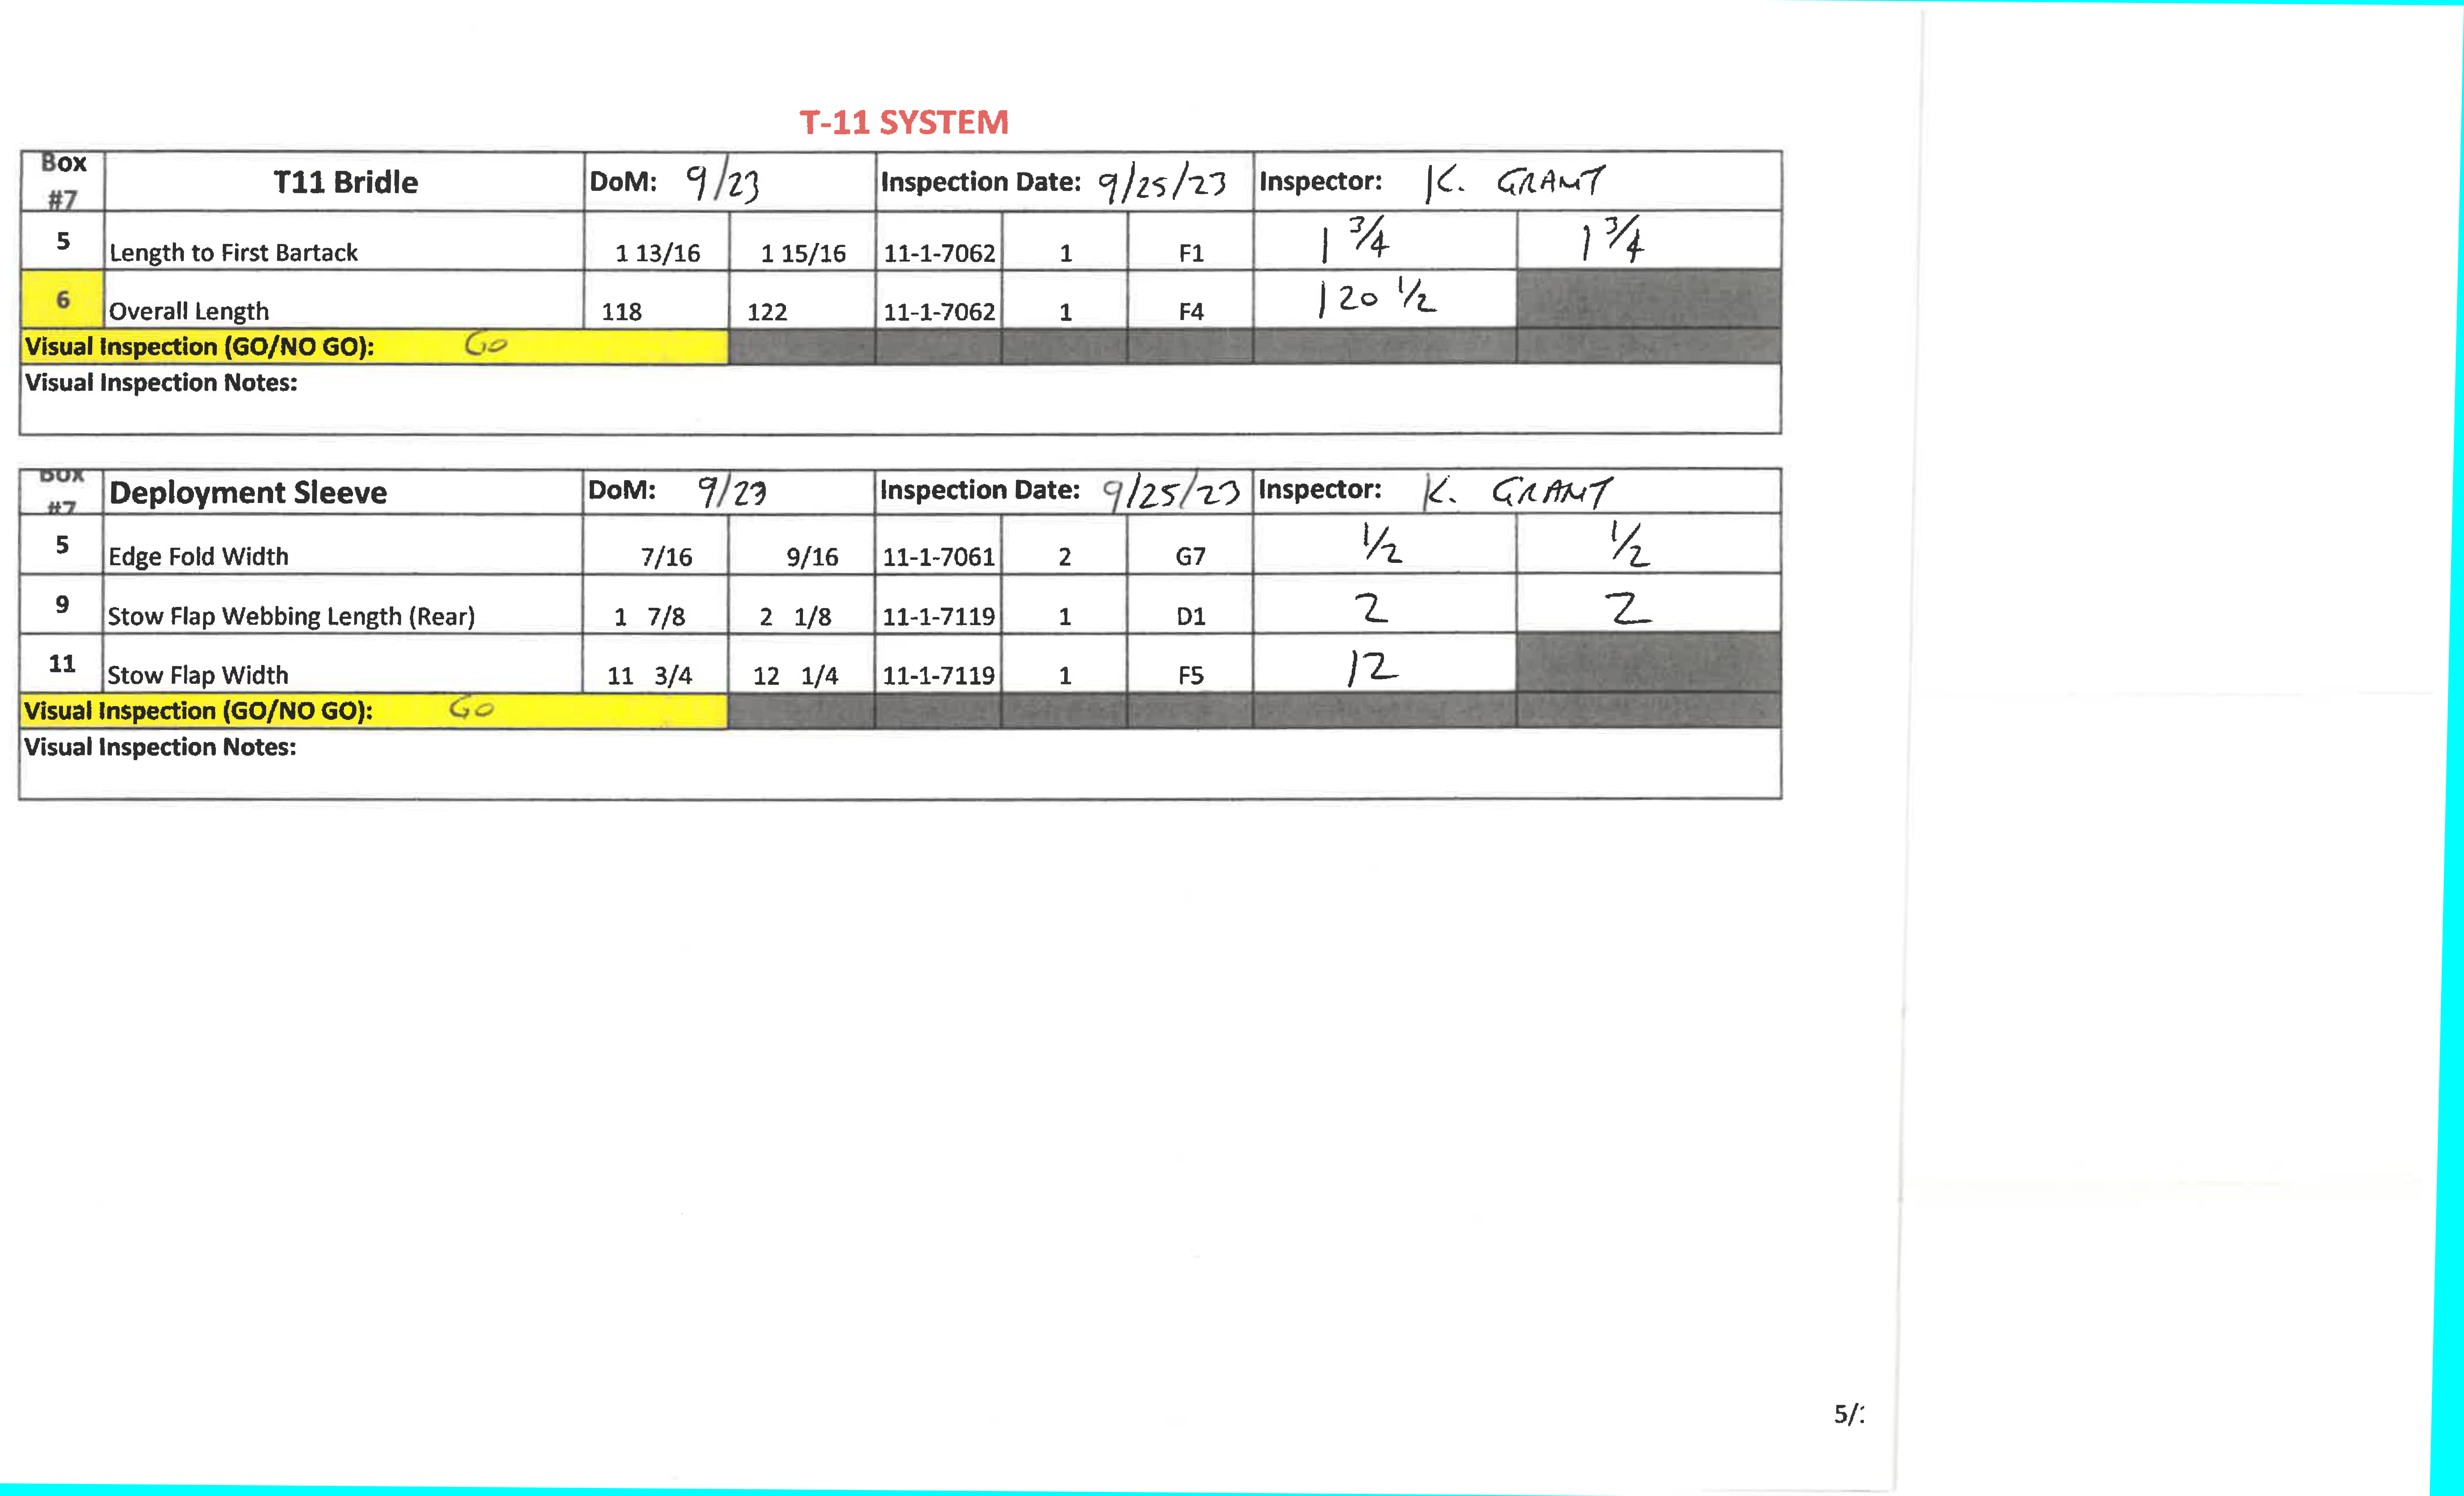 T-11 SYSTEM
Box #7 T11 Bridle DoM: 9/23 Inspection Date: 9/25/23 Inspector: K. GRANT
5 Length to First Bartack 1 13/16 1 15/16 11-1-7062 1 F1 1 3/4 1 3/4
6 Overall Length 118 122 11-1-7062 1 F4 120 1/2
Visual Inspection (GO/NO GO): GO
Visual Inspection Notes:
Box #7 Deployment Sleeve DoM: 9/23 Inspection Date: 9/25/23 Inspector: K. GRANT
5 Edge Fold Width 7/16 9/16 11-1-7061 2 G7 1/2 1/2
9 Stow Flap Webbing Length (Rear) 1 7/8 2 1/8 11-1-7119 1 D1 2 2
11 Stow Flap Width 11 3/4 12 1/4 11-1-7119 1 F5 12
Visual Inspection (GO/NO GO): GO
Visual Inspection Notes:
5/